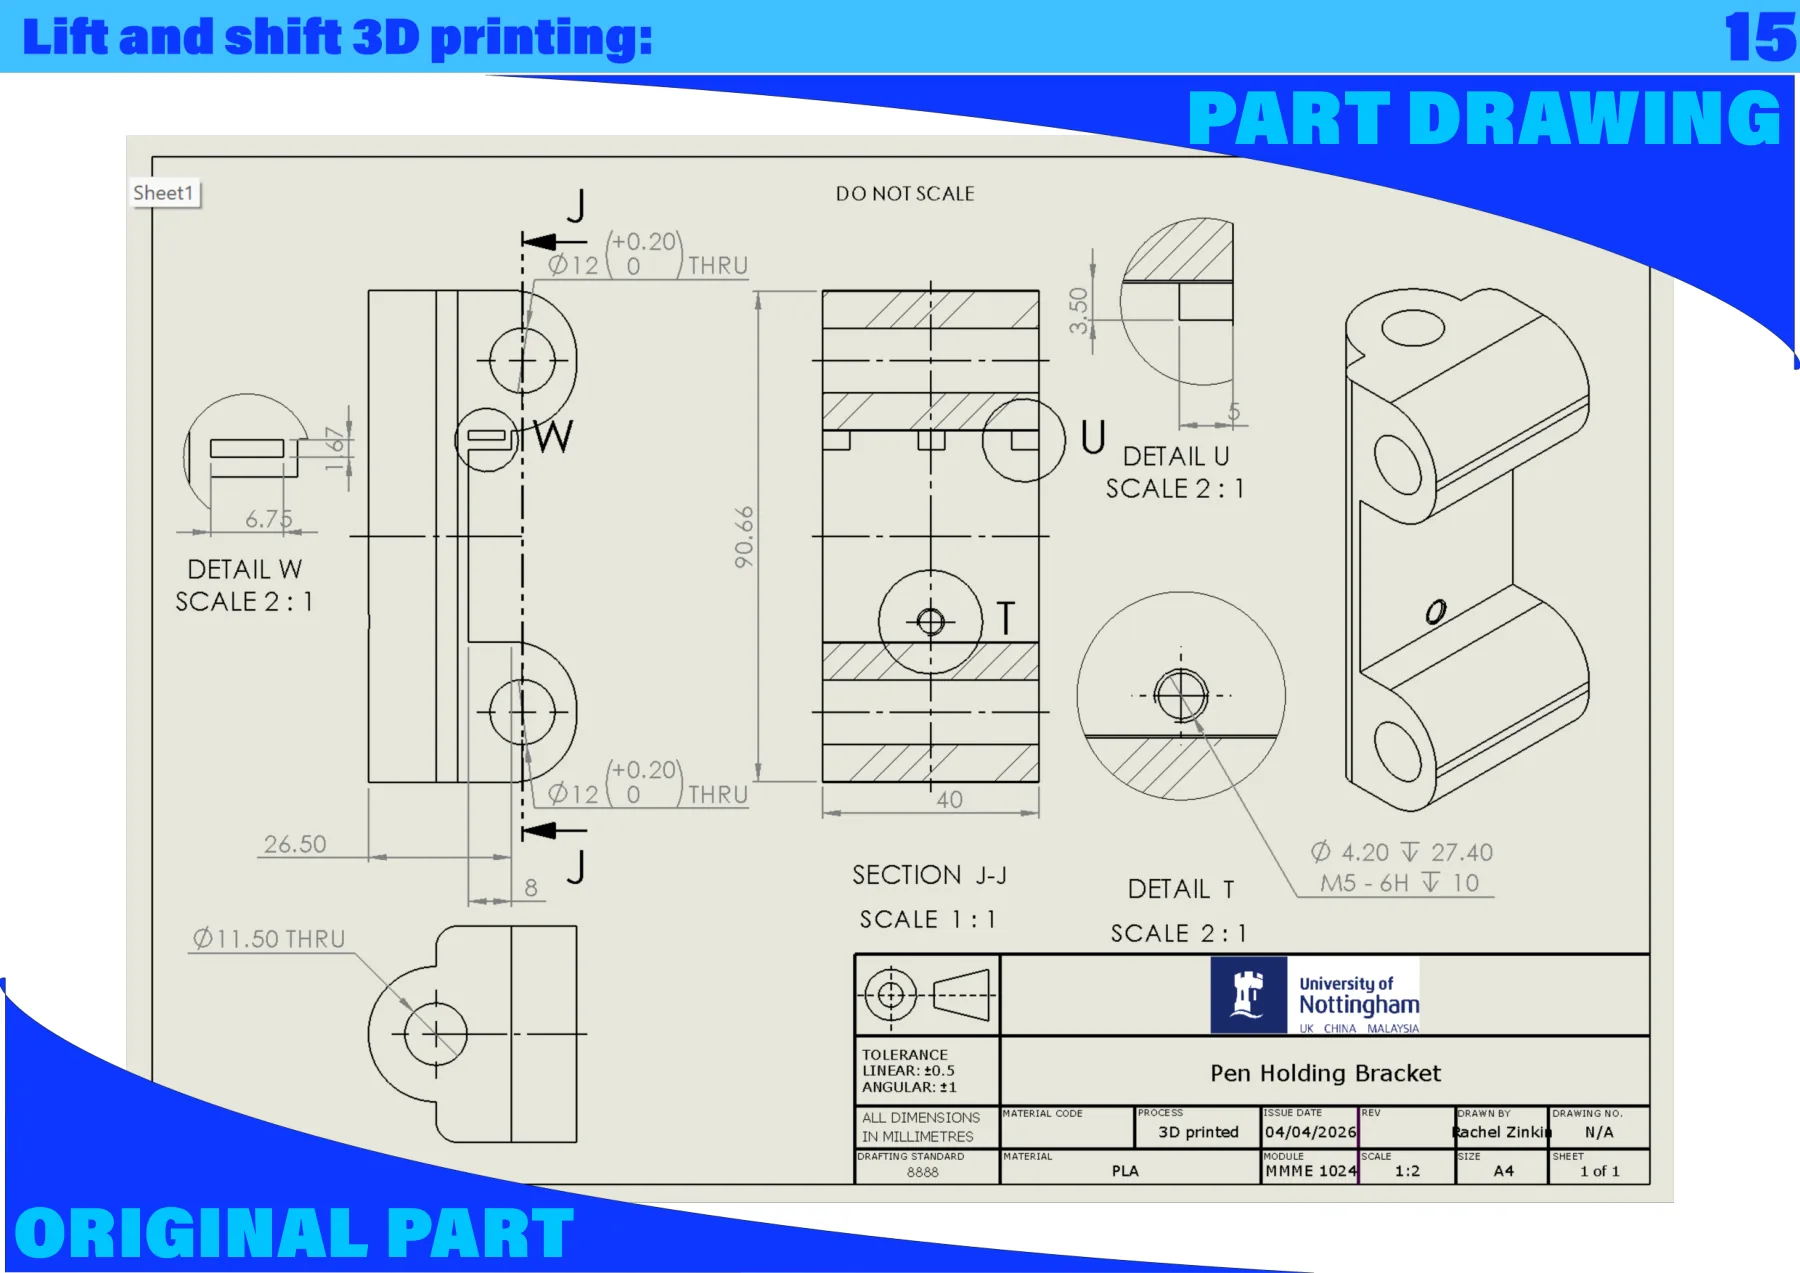 Lift and shift 3D printing:
15
PART DRAWING
Sheet1
DO NOT SCALE
J
Ø12 (+0.20 0) THRU
W
1.67
6.75
DETAIL W
SCALE 2 : 1
90.66
U
3.50
5
DETAIL U
SCALE 2 : 1
T
Ø12 (+0.20 0) THRU
J
26.50
8
40
SECTION J-J
SCALE 1 : 1
DETAIL T
SCALE 2 : 1
Ø 4.20 ↧ 27.40
M5 - 6H ↧ 10
Ø11.50 THRU
University of
Nottingham
UK CHINA MALAYSIA
TOLERANCE
LINEAR: ±0.5
ANGULAR: ±1
Pen Holding Bracket
ALL DIMENSIONS
IN MILLIMETRES
MATERIAL CODE
PROCESS
3D printed
ISSUE DATE
04/04/2026
REV
DRAWN BY
Rachel Zinkin
DRAWING NO.
N/A
DRAFTING STANDARD
8888
MATERIAL
PLA
MODULE
MMME 1024
SCALE
1:2
SIZE
A4
SHEET
1 of 1
ORIGINAL PART